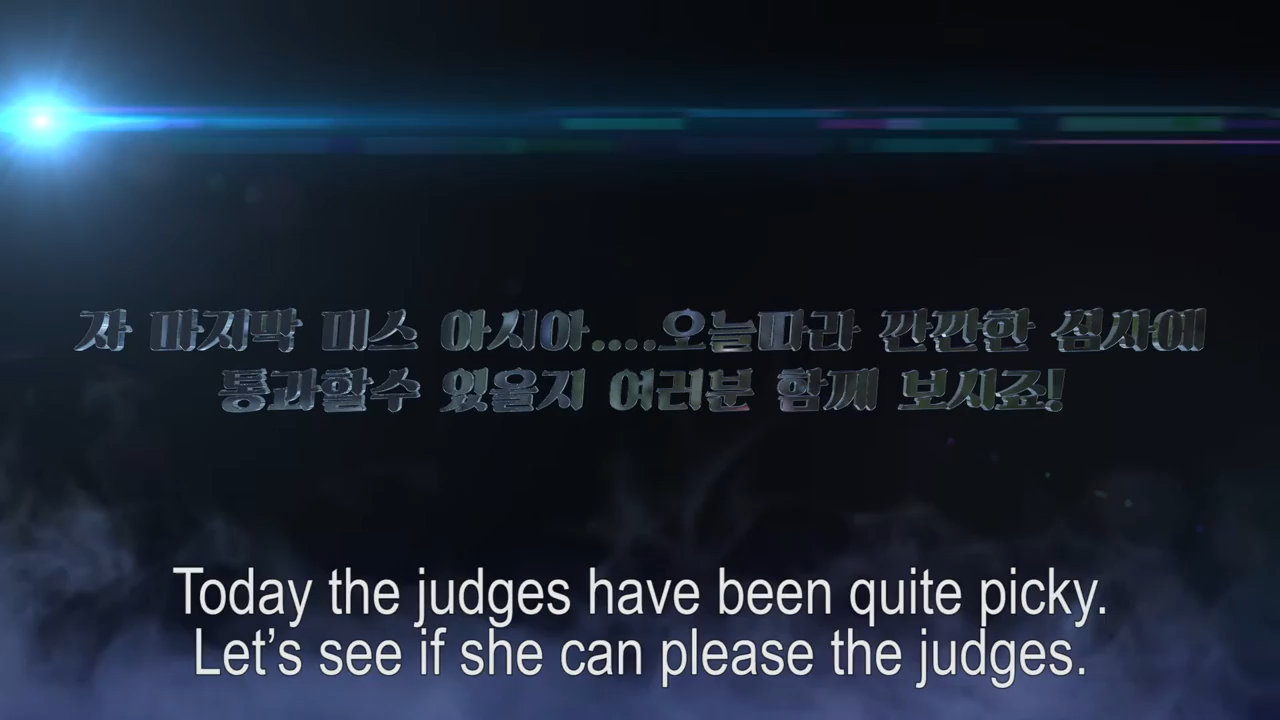 자 마지막 미스 아시아....오늘따라 깐깐한 심사에
통과할수 있을지 여러분 함께 보시죠!
Today the judges have been quite picky.
Let's see if she can please the judges.